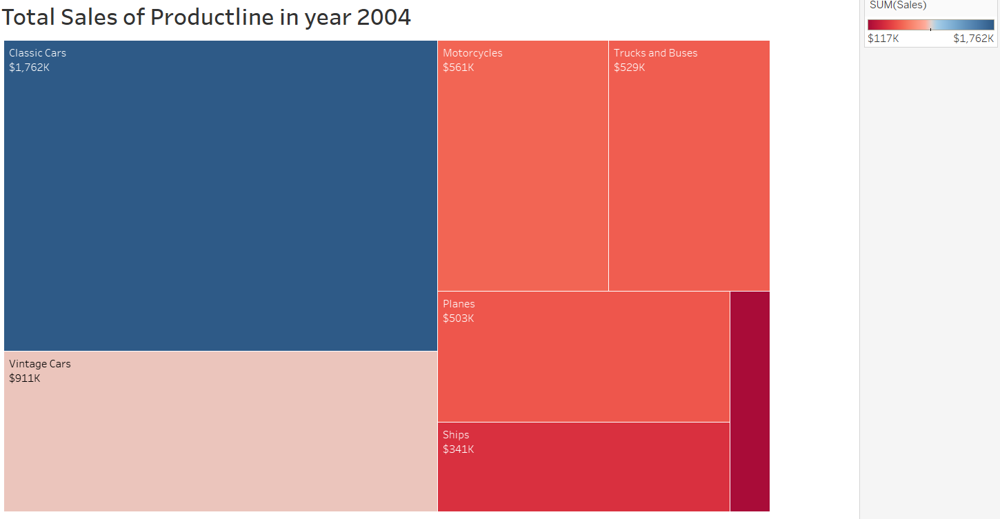 Total Sales of Productline in year 2004
SUM(Sales)
$117K
$1,762K
Classic Cars
$1,762K
Motorcycles
$561K
Trucks and Buses
$529K
Planes
$503K
Ships
$341K
Vintage Cars
$911K